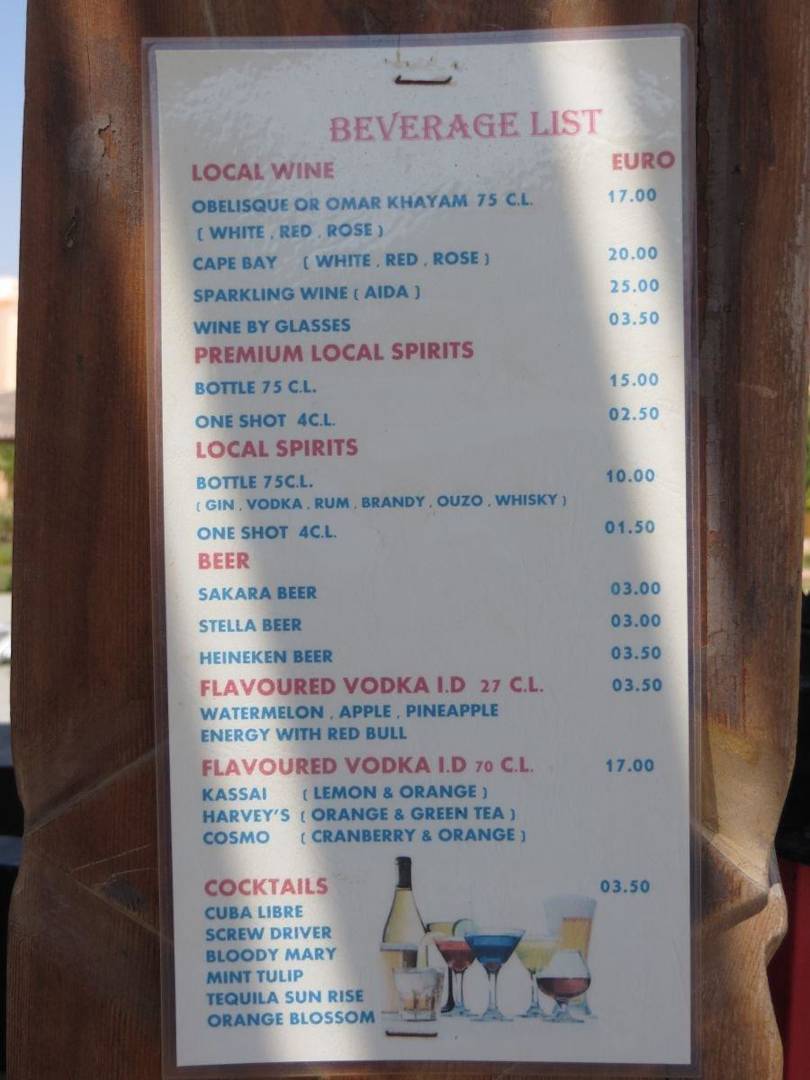 BEVERAGE LIST
LOCAL WINE EURO
OBELISQUE OR OMAR KHAYAM 75 C.L. 17.00
( WHITE , RED , ROSE )
CAPE BAY ( WHITE , RED , ROSE ) 20.00
SPARKLING WINE ( AIDA ) 25.00
WINE BY GLASSES 03.50
PREMIUM LOCAL SPIRITS
BOTTLE 75 C.L. 15.00
ONE SHOT 4C.L. 02.50
LOCAL SPIRITS
BOTTLE 75C.L. 10.00
( GIN , VODKA , RUM , BRANDY , OUZO , WHISKY )
ONE SHOT 4C.L. 01.50
BEER
SAKARA BEER 03.00
STELLA BEER 03.00
HEINEKEN BEER 03.50
FLAVOURED VODKA I.D 27 C.L. 03.50
WATERMELON , APPLE , PINEAPPLE
ENERGY WITH RED BULL
FLAVOURED VODKA I.D 70 C.L. 17.00
KASSAI ( LEMON & ORANGE )
HARVEY'S ( ORANGE & GREEN TEA )
COSMO ( CRANBERRY & ORANGE )
COCKTAILS 03.50
CUBA LIBRE
SCREW DRIVER
BLOODY MARY
MINT TULIP
TEQUILA SUN RISE
ORANGE BLOSSOM